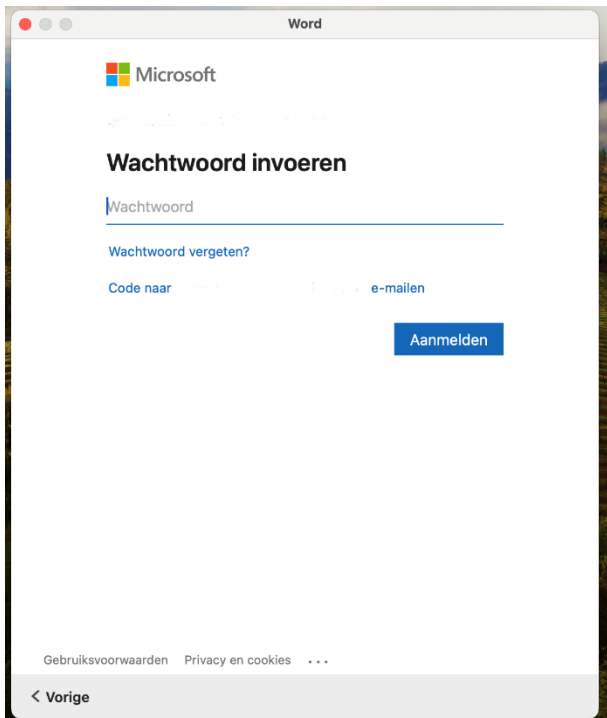 Word
Microsoft
Wachtwoord invoeren
Wachtwoord
Wachtwoord vergeten?
Code naar e-mailen
Aanmelden
Gebruiksvoorwaarden Privacy en cookies ...
< Vorige